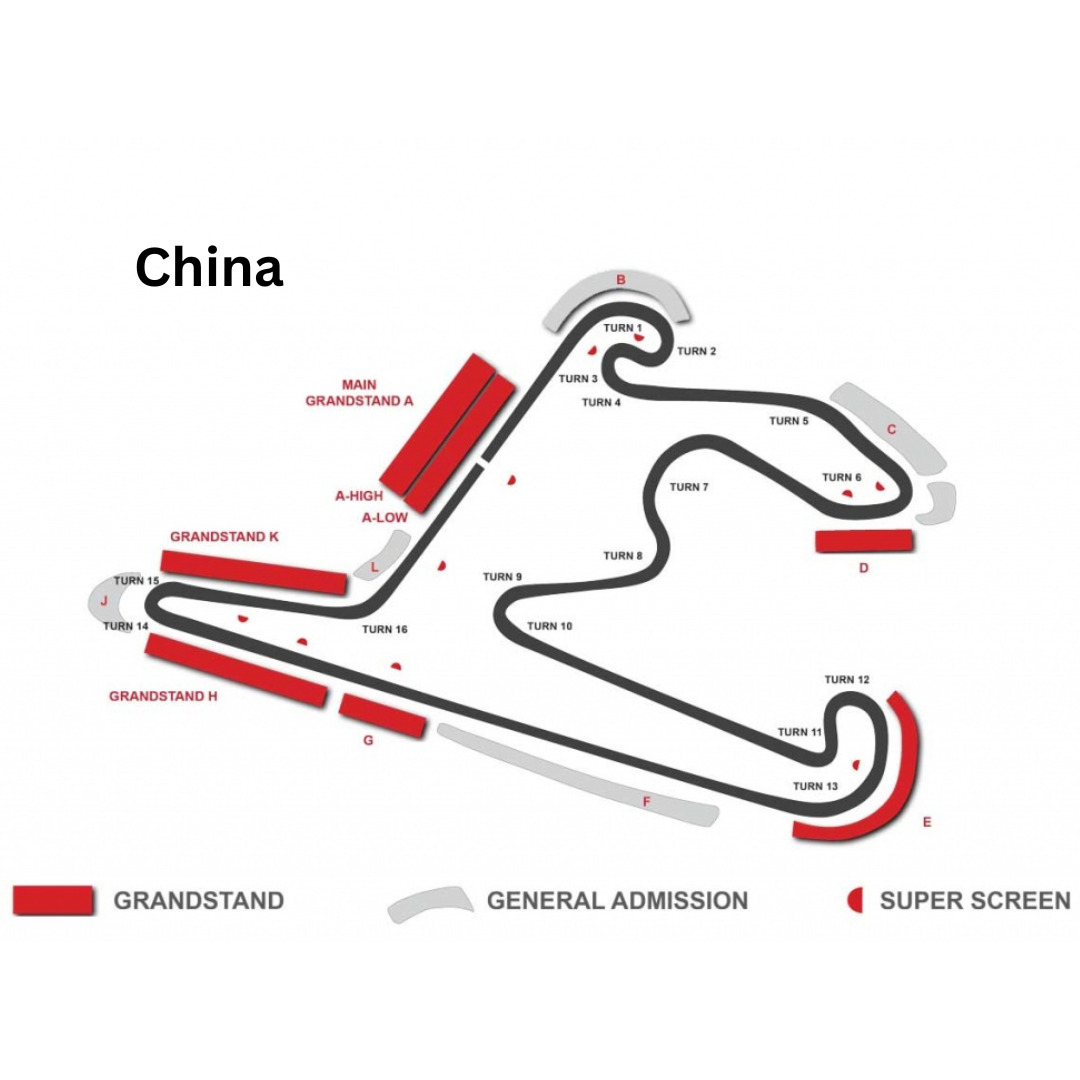 China
B
TURN 1
TURN 2
TURN 3
TURN 4
MAIN
GRANDSTAND A
TURN 5
C
TURN 6
TURN 7
A-HIGH
A-LOW
GRANDSTAND K
TURN 8
L
D
TURN 9
TURN 15
J
TURN 14
TURN 16
TURN 10
TURN 12
GRANDSTAND H
TURN 11
G
TURN 13
F
E
GRANDSTAND
GENERAL ADMISSION
SUPER SCREEN